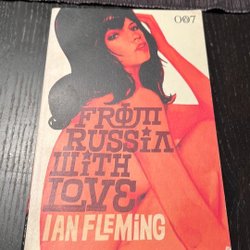 007
FROM
RUSSIA
WITH
LOVE
IAN FLEMING